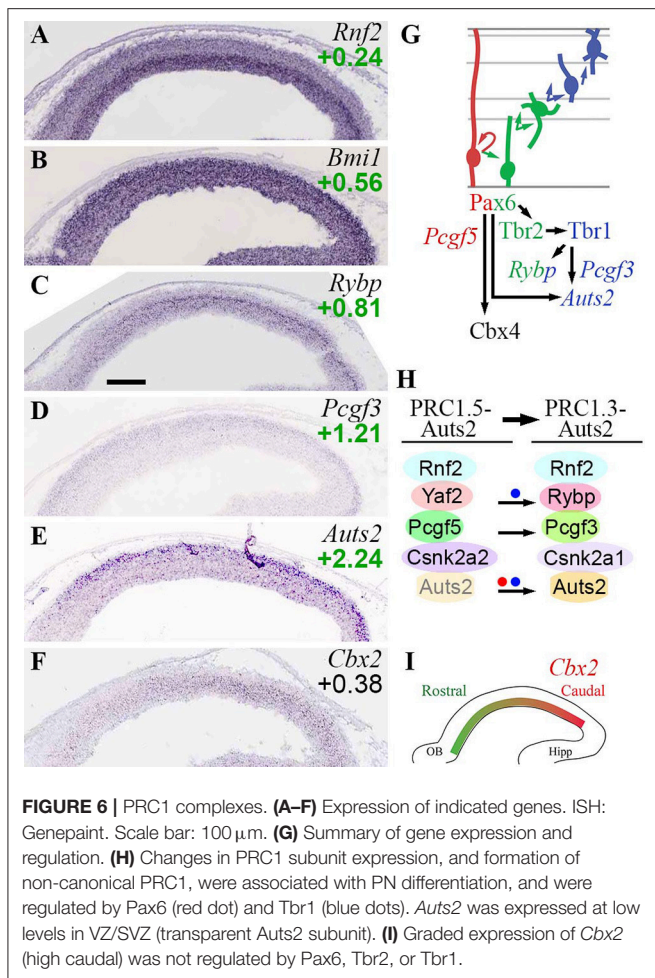 A
Rnf2
+0.24
B
Bmi1
+0.56
C
Rybp
+0.81
D
Pcgf3
+1.21
E
Auts2
+2.24
F
Cbx2
+0.38
G
Pax6
Pcgf5
Tbr2
Tbr1
Rybp
Pcgf3
Auts2
Cbx4
H
PRC1.5-
Auts2
PRC1.3-
Auts2
Rnf2
Rnf2
Yaf2
Rybp
Pcgf5
Pcgf3
Csnk2a2
Csnk2a1
Auts2
Auts2
I
Cbx2
Rostral
Caudal
OB
Hipp
FIGURE 6 | PRC1 complexes. (A–F) Expression of indicated genes. ISH:
Genepaint. Scale bar: 100 μm. (G) Summary of gene expression and
regulation. (H) Changes in PRC1 subunit expression, and formation of
non-canonical PRC1, were associated with PN differentiation, and were
regulated by Pax6 (red dot) and Tbr1 (blue dots). Auts2 was expressed at low
levels in VZ/SVZ (transparent Auts2 subunit). (I) Graded expression of Cbx2
(high caudal) was not regulated by Pax6, Tbr2, or Tbr1.